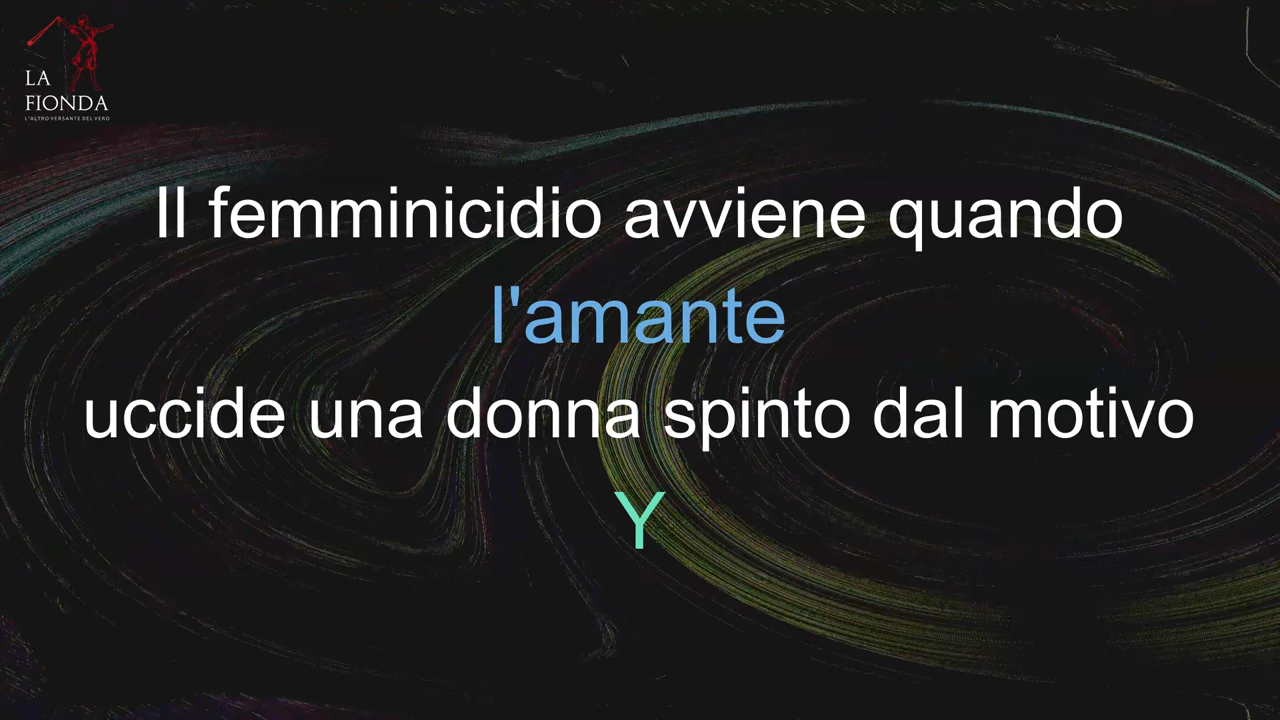 LA
FIONDA
L'ALTRO VERSANTE DEL VERO
Il femminicidio avviene quando
l'amante
uccide una donna spinto dal motivo
Y